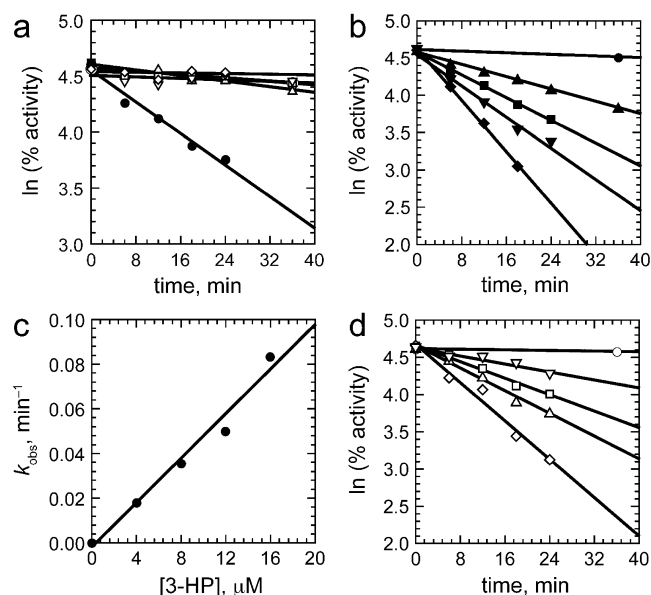 a
5.0
4.5
4.0
3.5
3.0
ln (% activity)
0 8 16 24 32 40
time, min
b
5.0
4.5
4.0
3.5
3.0
2.5
2.0
ln (% activity)
0 8 16 24 32 40
time, min
c
0.10
0.08
0.06
0.04
0.02
0.00
kobs, min−1
0 4 8 12 16 20
[3-HP], μM
d
5.0
4.5
4.0
3.5
3.0
2.5
2.0
ln (% activity)
0 8 16 24 32 40
time, min